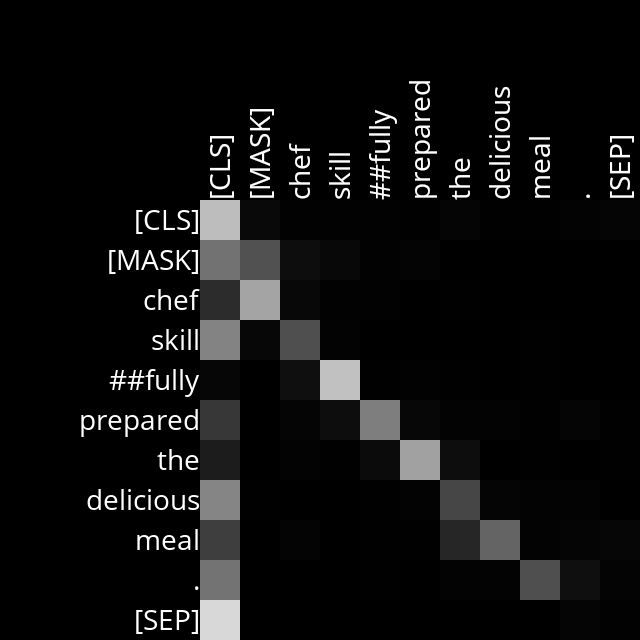 [CLS]
[MASK]
chef
skill
##fully
prepared
the
delicious
meal
.
[SEP]
[CLS]
[MASK]
chef
skill
##fully
prepared
the
delicious
meal
.
[SEP]